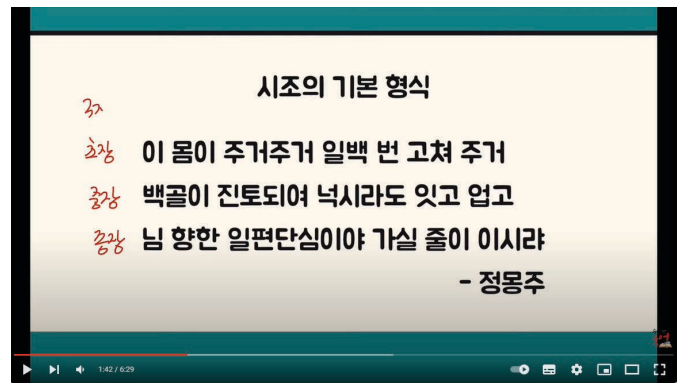 시조의 기본 형식
초장 이 몸이 주거주거 일백 번 고쳐 주거
중장 백골이 진토되여 넉시라도 잇고 업고
종장 님 향한 일편단심이야 가실 줄이 이시랴
- 정몽주
1:42 / 6:29